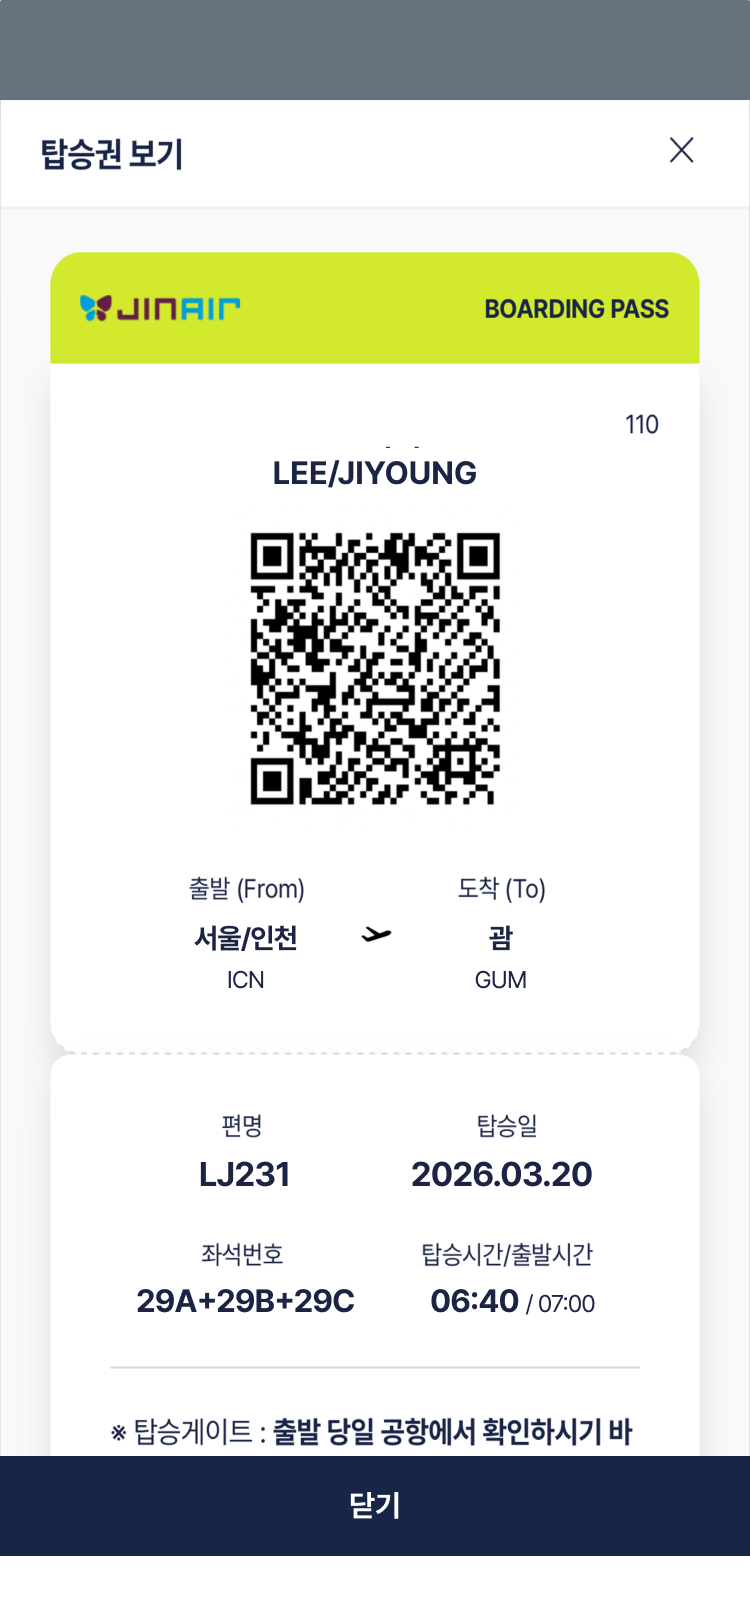 탑승권 보기
JINAIR
BOARDING PASS
110
LEE/JIYOUNG
출발 (From)
도착 (To)
서울/인천
괌
ICN
GUM
편명
탑승일
LJ231
2026.03.20
좌석번호
탑승시간/출발시간
29A+29B+29C
06:40 / 07:00
※ 탑승게이트 : 출발 당일 공항에서 확인하시기 바
닫기